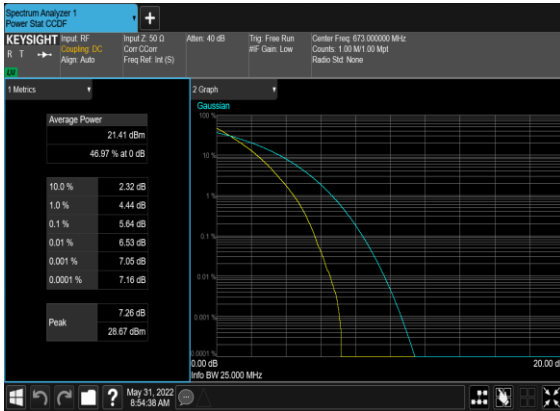 Spectrum Analyzer 1
Power Stat CCDF
+
KEYSIGHT
R T
LXI
Input: RF
Coupling: DC
Align: Auto
Input Z: 50 Ω
Corr CCorr
Freq Ref: Int (S)
Atten: 40 dB
Trig: Free Run
#IF Gain: Low
Center Freq: 673.000000 MHz
Counts: 1.00 M/1.00 Mpt
Radio Std: None
1 Metrics
Average Power
21.41 dBm
46.97 % at 0 dB
10.0 % 2.32 dB
1.0 % 4.44 dB
0.1 % 5.64 dB
0.01 % 6.53 dB
0.001 % 7.05 dB
0.0001 % 7.16 dB
Peak
7.26 dB
28.67 dBm
2 Graph
Gaussian
100 %
10 %
1 %
0.1 %
0.01 %
0.001 %
0.0001 %
0.00 dB
20.00 d
Info BW 25.000 MHz
?
May 31, 2022
8:54:38 AM